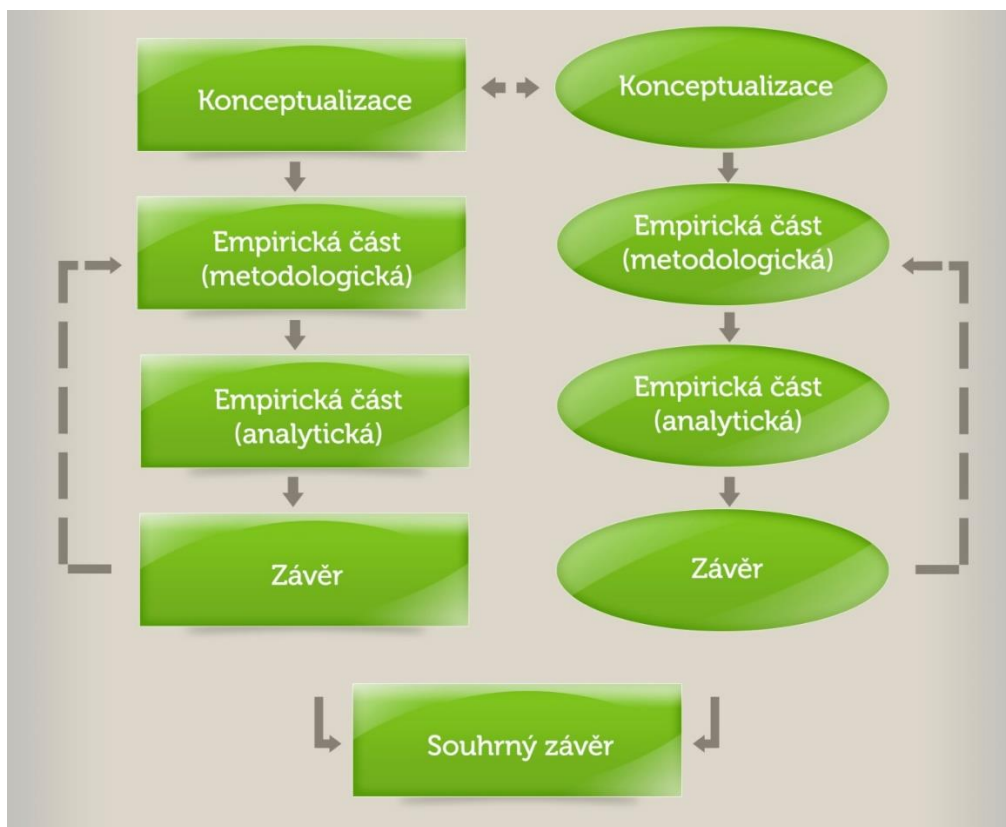 Konceptualizace
Konceptualizace
Empirická část
(metodologická)
Empirická část
(metodologická)
Empirická část
(analytická)
Empirická část
(analytická)
Závěr
Závěr
Souhrný závěr